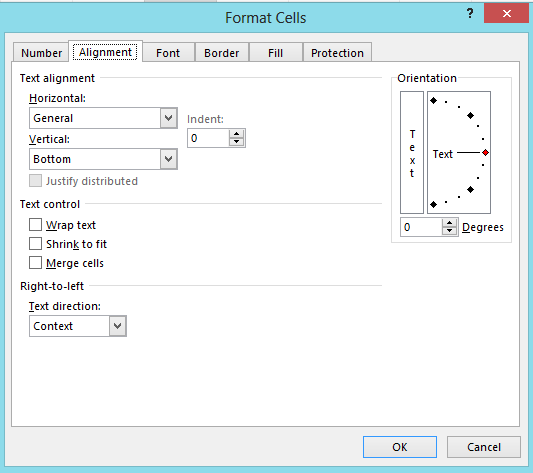 Format Cells
?
Number Alignment Font Border Fill Protection
Text alignment
Horizontal:
General
Indent:
0
Vertical:
Bottom
Justify distributed
Text control
Wrap text
Shrink to fit
Merge cells
Right-to-left
Text direction:
Context
Orientation
Text
Text
0 Degrees
OK Cancel